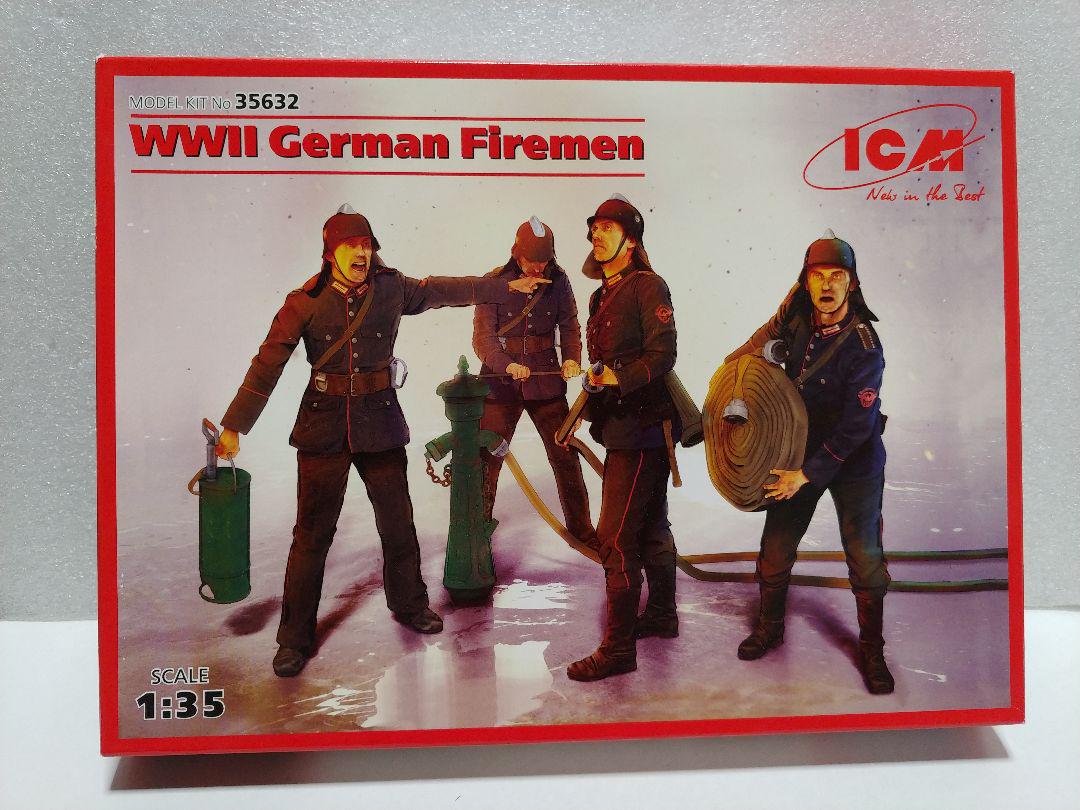 MODEL KIT No 35632
WWII German Firemen
ICM
New in the Best
SCALE
1:35